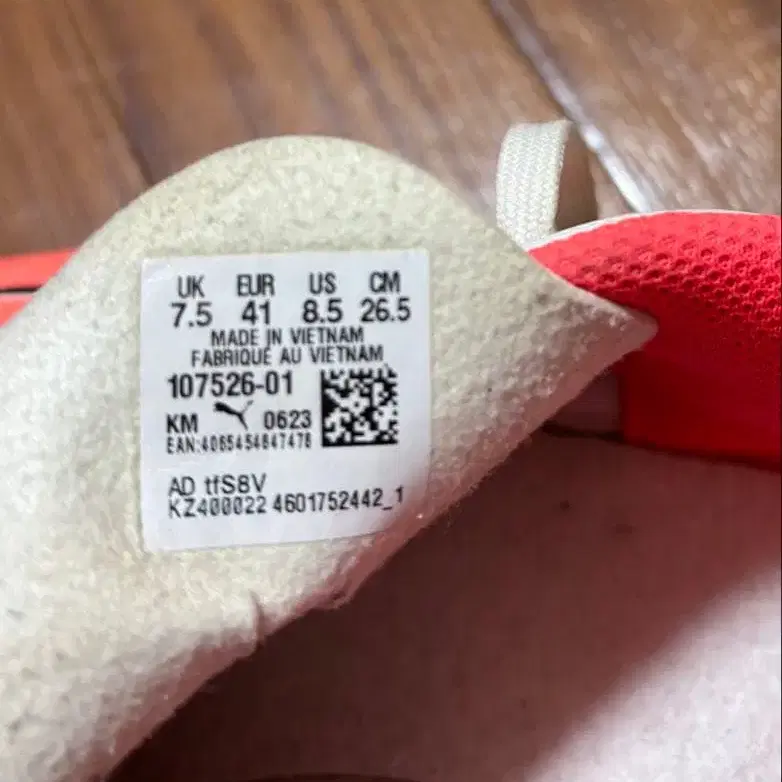 UK EUR US CM
7.5 41 8.5 26.5
MADE IN VIETNAM
FABRIQUE AU VIETNAM
107526-01
KM 0623
EAN:4065454847478
AD tfS8V
KZ400022 4601752442_1